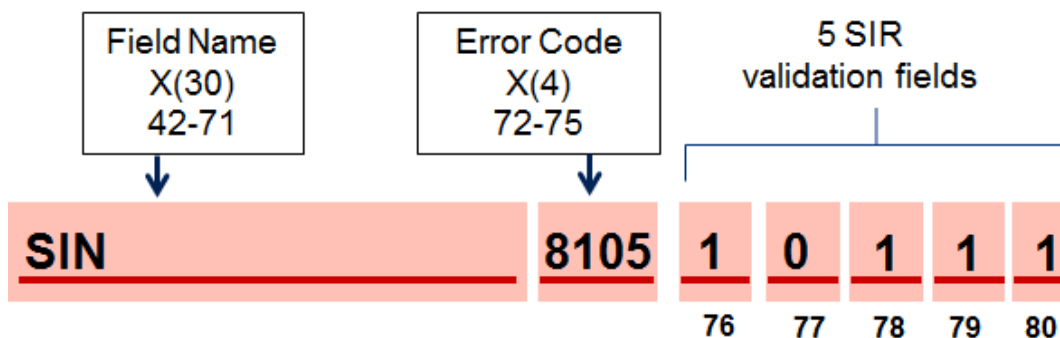 Field Name
X(30)
42-71
Error Code
X(4)
72-75
5 SIR
validation fields
SIN 8105 1 0 1 1 1
76 77 78 79 80